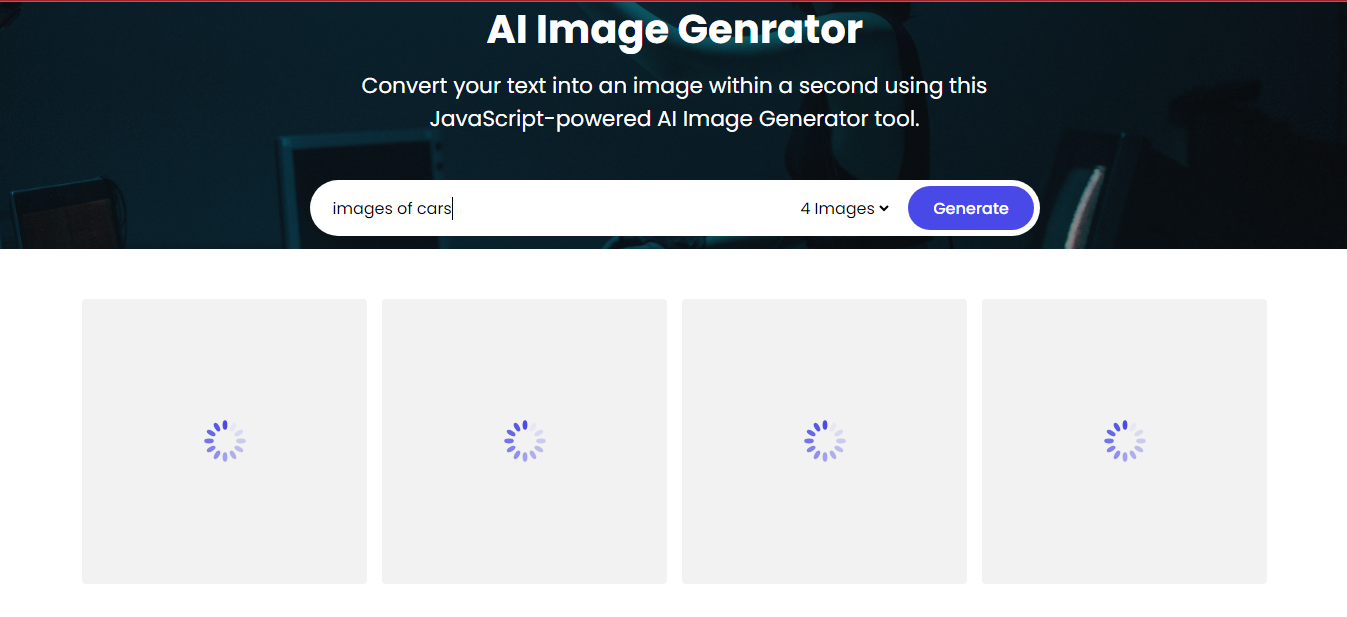 AI Image Genrator
Convert your text into an image within a second using this
JavaScript-powered AI Image Generator tool.
images of cars
4 Images
Generate